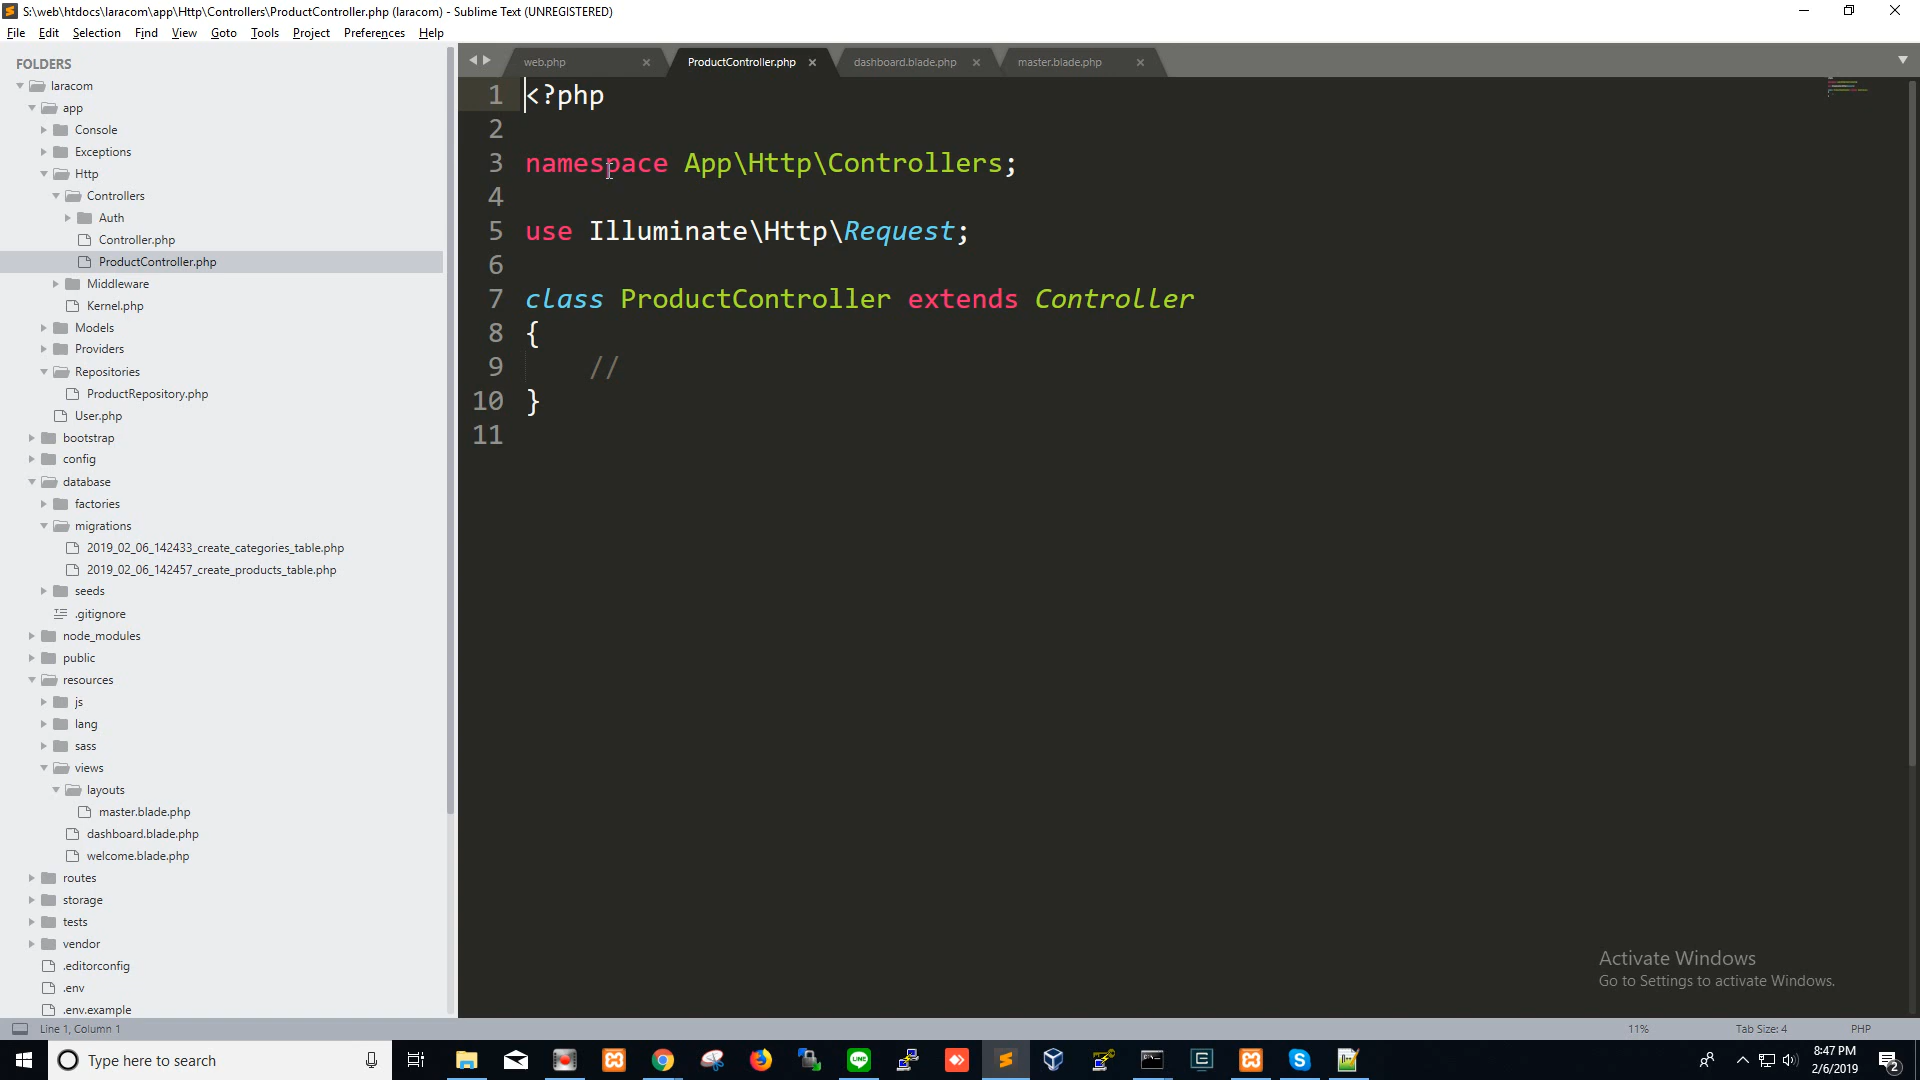 S:\web\htdocs\laracom\app\Http\Controllers\ProductController.php (laracom) - Sublime Text (UNREGISTERED)
File Edit Selection Find View Goto Tools Project Preferences Help
FOLDERS
laracom
app
Console
Exceptions
Http
Controllers
Auth
Controller.php
ProductController.php
Middleware
Kernel.php
Models
Providers
Repositories
ProductRepository.php
User.php
bootstrap
config
database
factories
migrations
2019_02_06_142433_create_categories_table.php
2019_02_06_142457_create_products_table.php
seeds
.gitignore
node_modules
public
resources
js
lang
sass
views
layouts
master.blade.php
dashboard.blade.php
welcome.blade.php
routes
storage
tests
vendor
.editorconfig
.env
.env.example
web.php ProductController.php dashboard.blade.php master.blade.php
1 <?php
2
3 namespace App\Http\Controllers;
4
5 use Illuminate\Http\Request;
6
7 class ProductController extends Controller
8 {
9 //
10 }
11
Activate Windows
Go to Settings to activate Windows.
Line 1, Column 1 11% Tab Size: 4 PHP
Type here to search
8:47 PM
2/6/2019
2